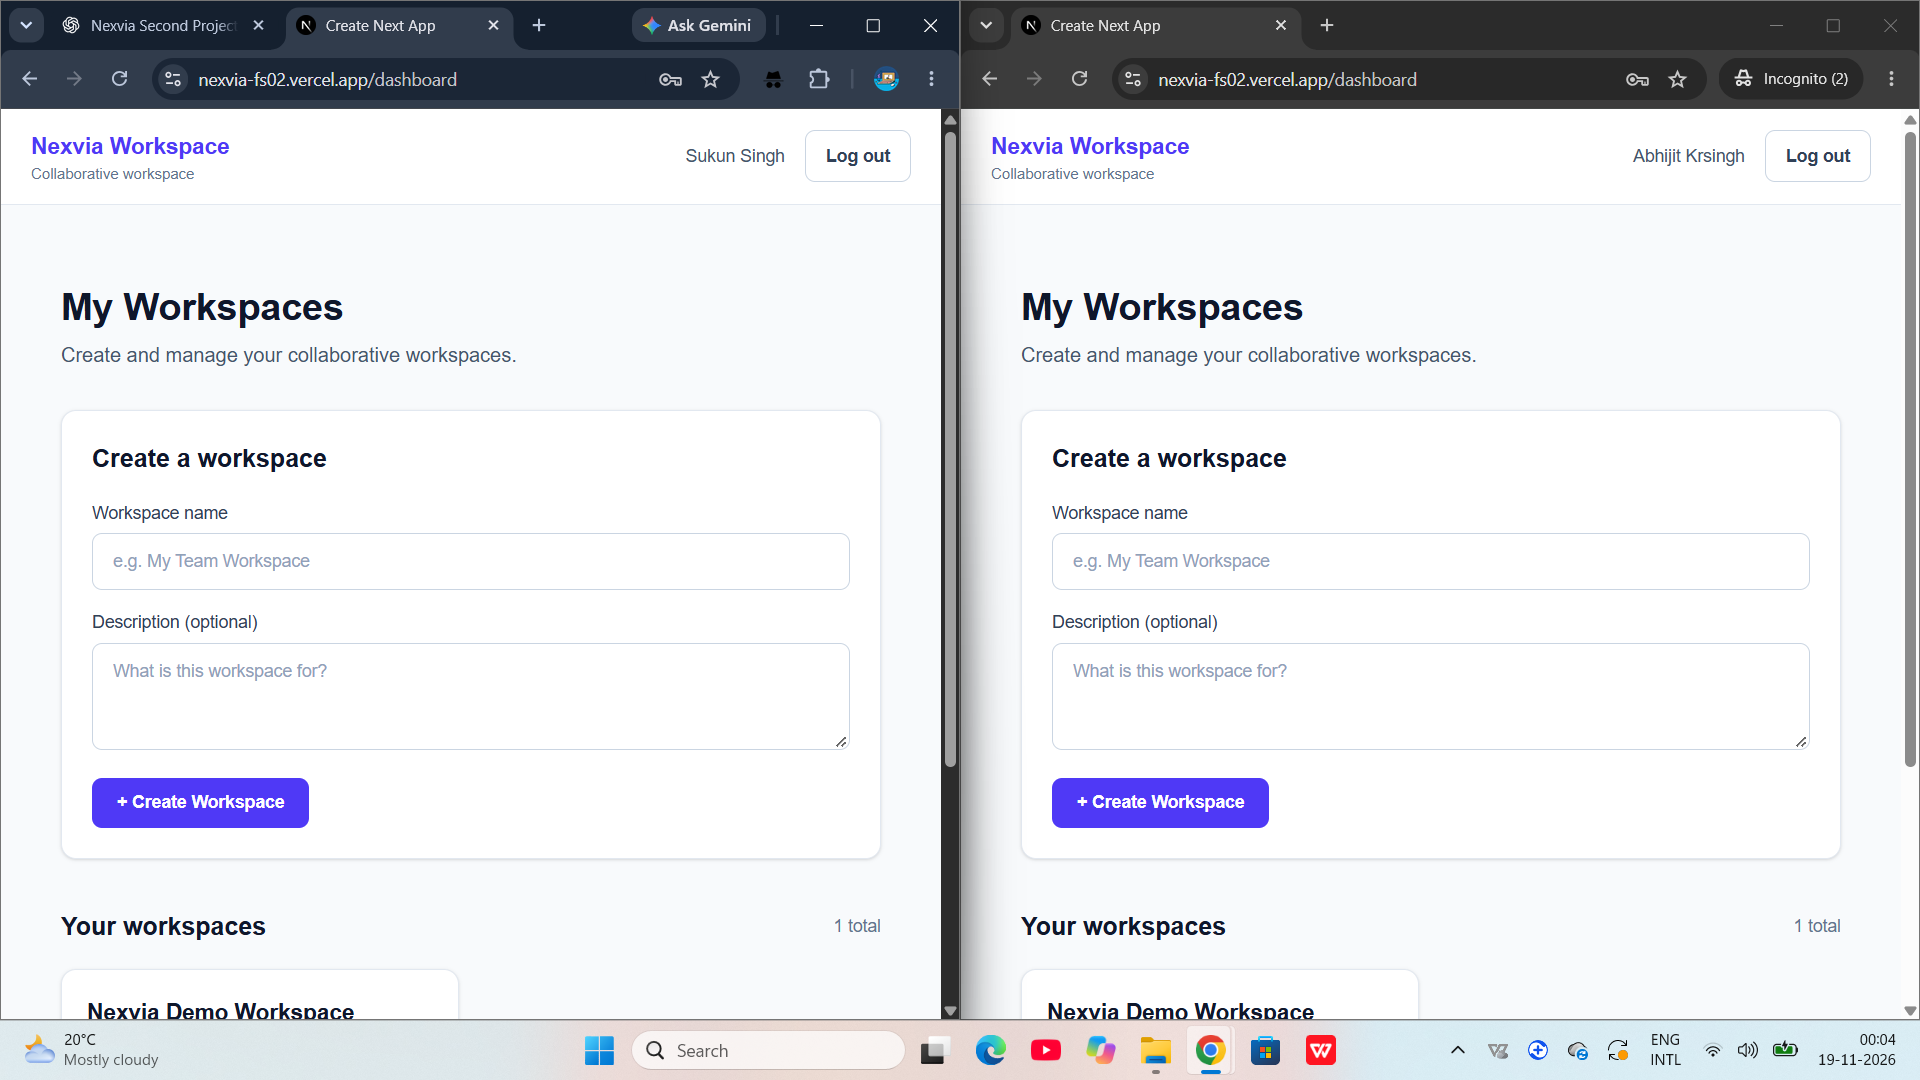 Nexvia Second Project
Create Next App
Ask Gemini
nexvia-fs02.vercel.app/dashboard
Nexvia Workspace
Collaborative workspace
Sukun Singh
Log out
My Workspaces
Create and manage your collaborative workspaces.
Create a workspace
Workspace name
e.g. My Team Workspace
Description (optional)
What is this workspace for?
+ Create Workspace
Your workspaces
1 total
Nexvia Demo Workspace
Create Next App
nexvia-fs02.vercel.app/dashboard
Incognito (2)
Nexvia Workspace
Collaborative workspace
Abhijit Krsingh
Log out
My Workspaces
Create and manage your collaborative workspaces.
Create a workspace
Workspace name
e.g. My Team Workspace
Description (optional)
What is this workspace for?
+ Create Workspace
Your workspaces
1 total
Nexvia Demo Workspace
20°C
Mostly cloudy
Search
ENG
INTL
00:04
19-11-2026